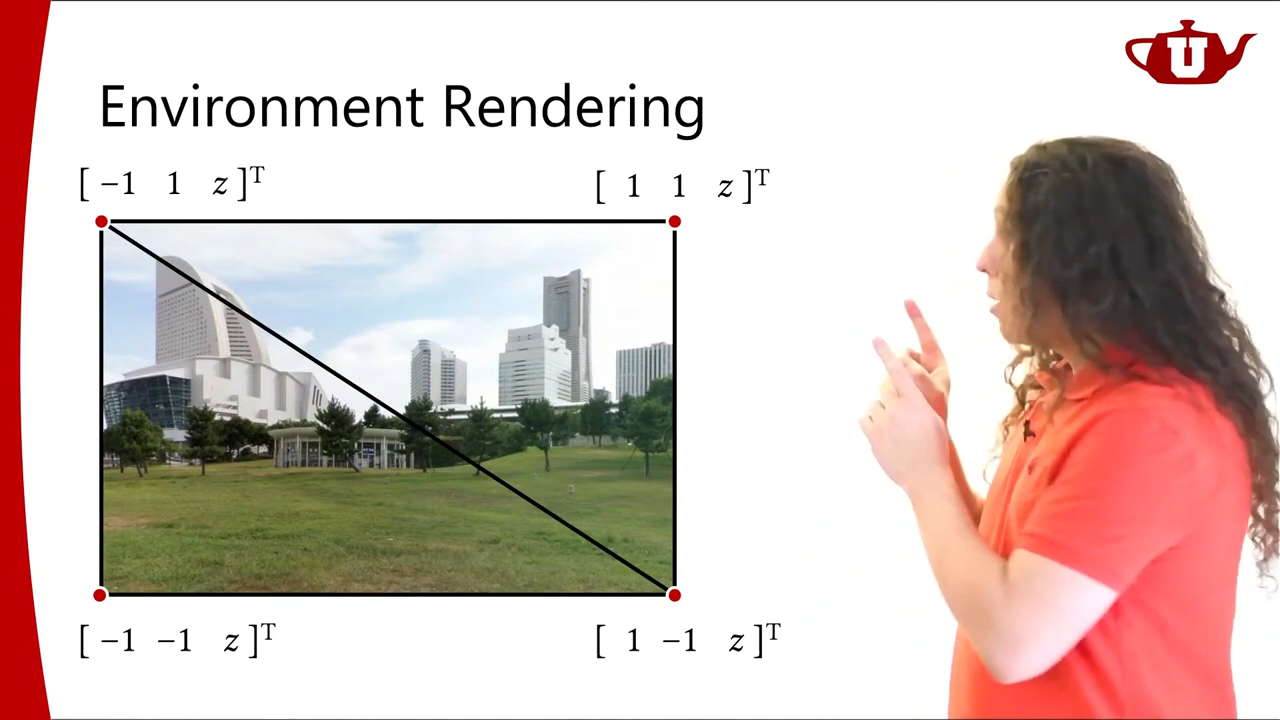 U
Environment Rendering
[ −1 1 z ]ᵀ
[ 1 1 z ]ᵀ
[ −1 −1 z ]ᵀ
[ 1 −1 z ]ᵀ